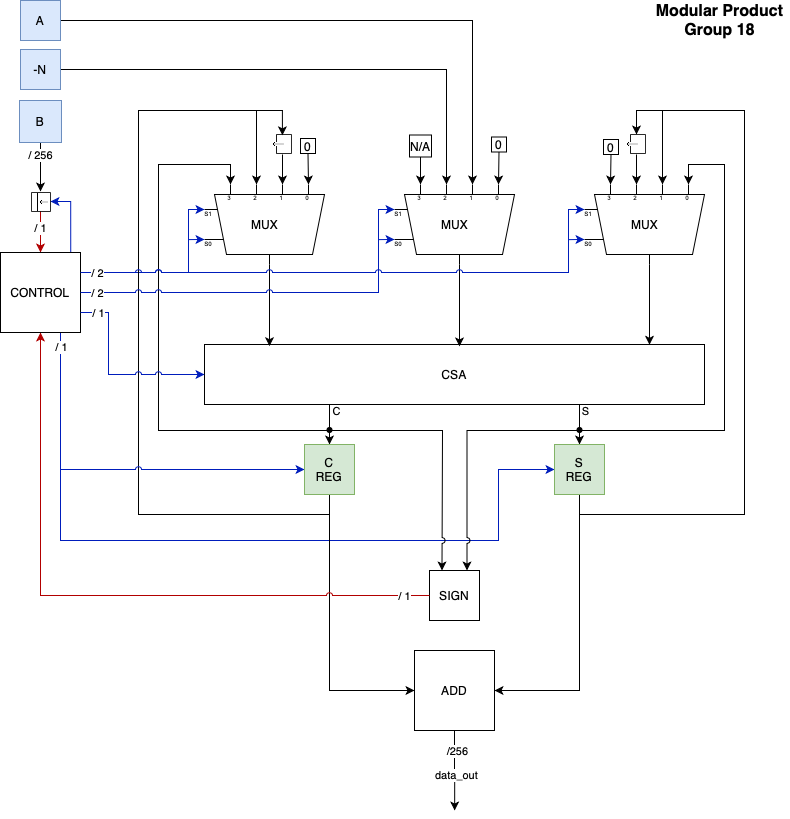 Modular Product
Group 18
A
-N
B
/ 256
/ 1
0
N/A
0
0
3 2 1 0
3 2 1 0
3 2 1 0
S1
MUX
S0
S1
MUX
S0
S1
MUX
S0
CONTROL
/ 2
/ 2
/ 1
/ 1
CSA
C
S
C
REG
S
REG
/ 1
SIGN
ADD
/256
data_out